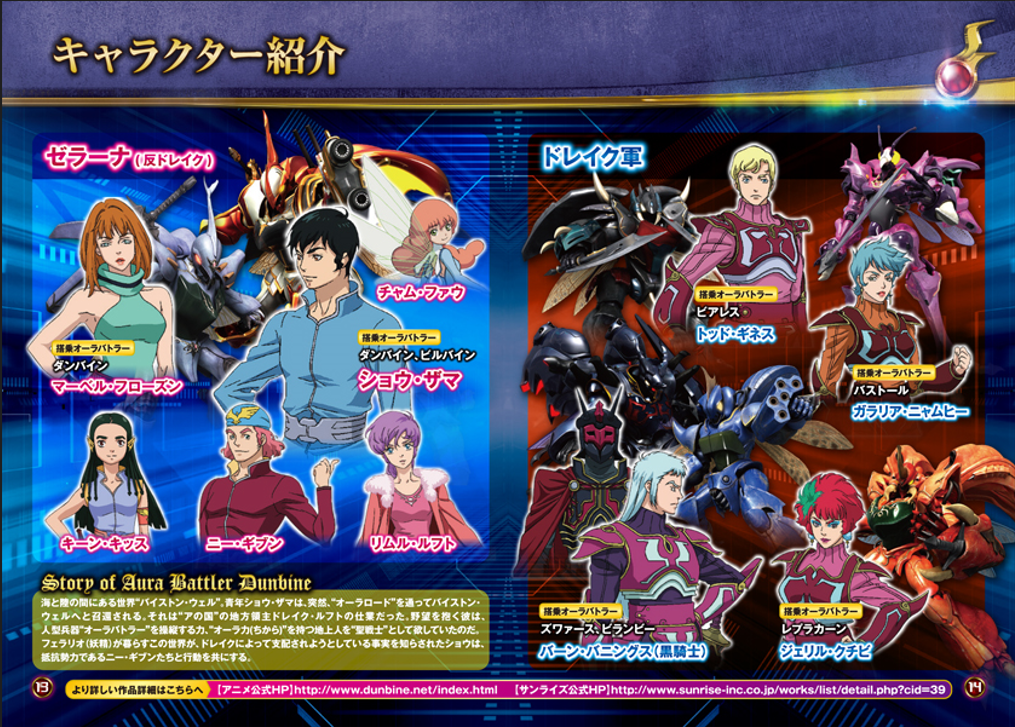 キャラクター紹介
ゼラーナ(反ドレイク)
チャム・ファウ
搭乗オーラバトラー
ダンバイン
マーベル・フローズン
搭乗オーラバトラー
ダンバイン、ビルバイン
ショウ・ザマ
キーン・キッス
ニー・ギブン
リムル・ルフト
Story of Aura Battler Dunbine
海と陸の間にある世界“バイストン・ウェル”。青年ショウ・ザマは、突然、“オーラロード”を通ってバイストン・
ウェルへと召還される。それは“アの国”の地方領主ドレイク・ルフトの仕業だった。野望を抱く彼は、
人型兵器“オーラバトラー”を操縦する力、“オーラ力(ちから)”を持つ地上人を“聖戦士”として欲していたのだ。
フェラリオ(妖精)が暮らすこの世界が、ドレイクによって支配されようとしている事実を知らされたショウは、
抵抗勢力であるニー・ギブンたちと行動を共にする。
ドレイク軍
搭乗オーラバトラー
ビアレス
トッド・ギネス
搭乗オーラバトラー
バストール
ガラリア・ニャムヒー
搭乗オーラバトラー
ズワァース、ビランビー
バーン・バニングス(黒騎士)
搭乗オーラバトラー
レプラカーン
ジェリル・クチビ
13
より詳しい作品詳細はこちらへ
【アニメ公式HP】http://www.dunbine.net/index.html 【サンライズ公式HP】http://www.sunrise-inc.co.jp/works/list/detail.php?cid=39
14